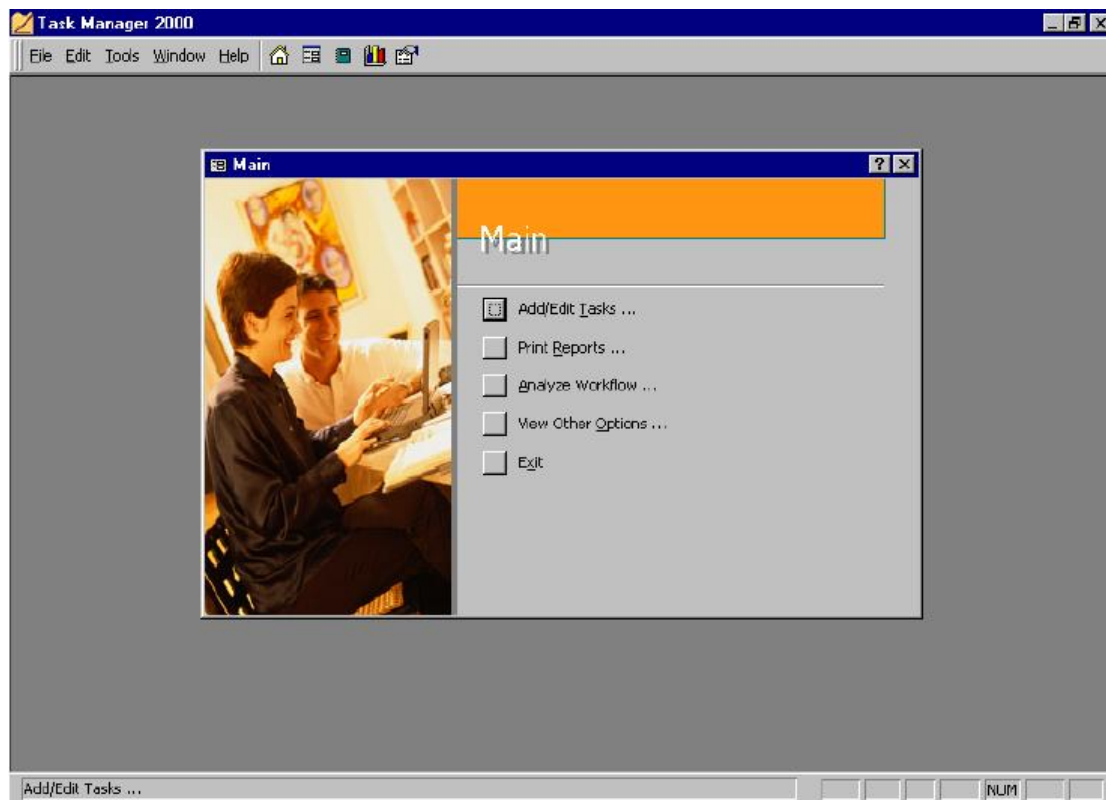 Task Manager 2000
File Edit Tools Window Help
Main
Main
Add/Edit Tasks ...
Print Reports ...
Analyze Workflow ...
View Other Options ...
Exit
Add/Edit Tasks ...
NUM